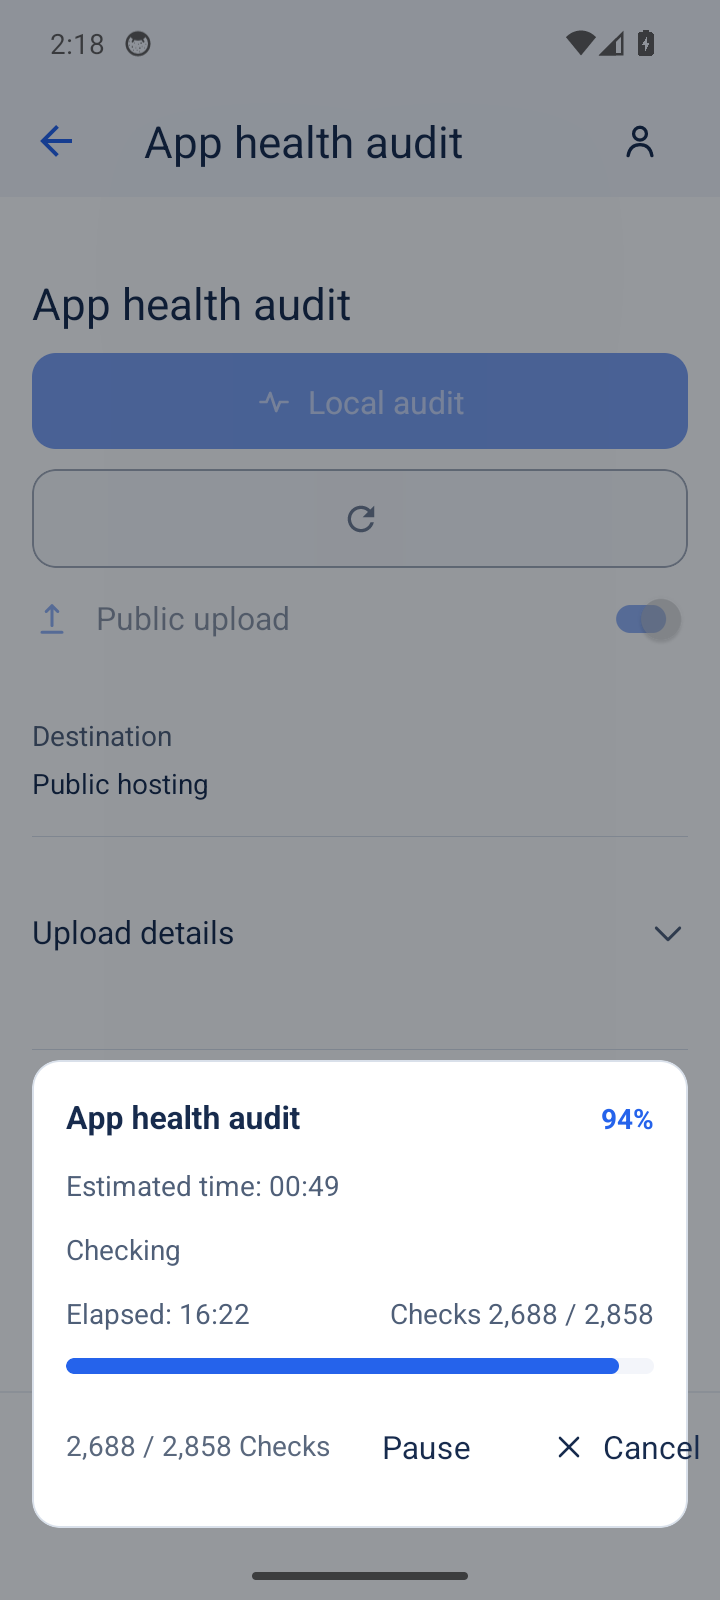 2:18
App health audit
App health audit
Local audit
Public upload
Destination
Public hosting
Upload details
App health audit 94%
Estimated time: 00:49
Checking
Elapsed: 16:22 Checks 2,688 / 2,858
2,688 / 2,858 Checks Pause Cancel